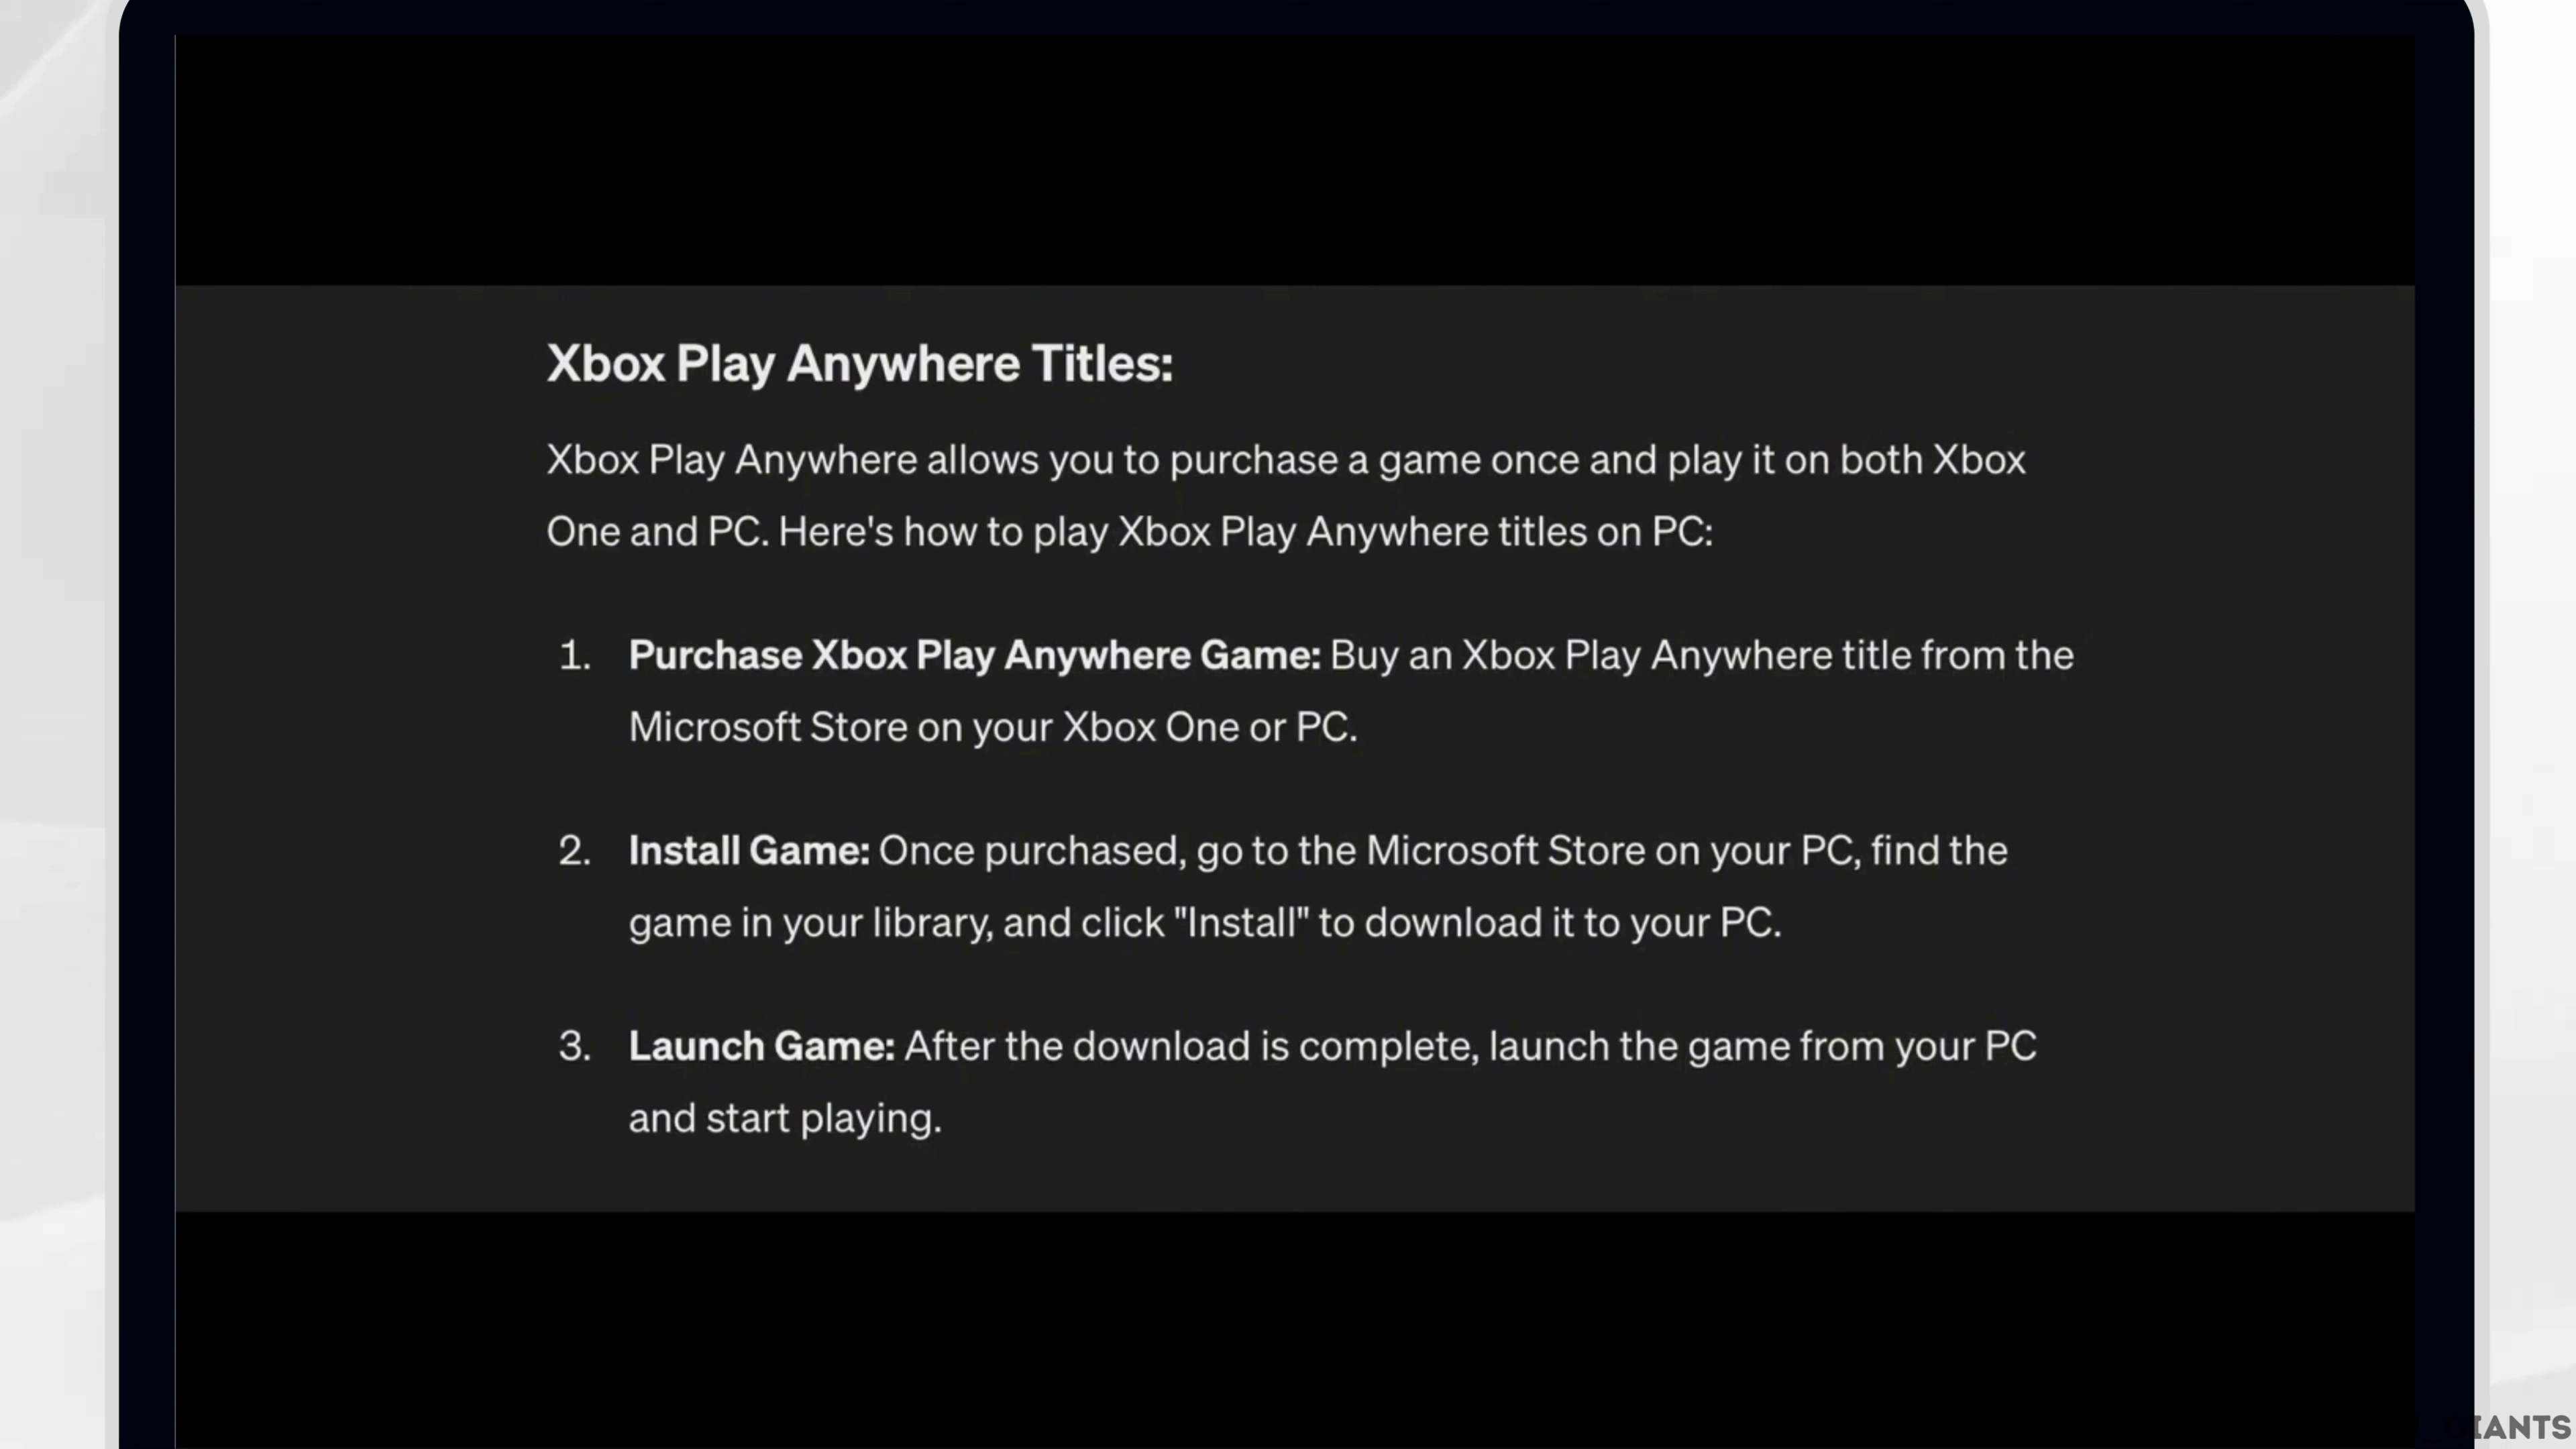 Xbox Play Anywhere Titles:
Xbox Play Anywhere allows you to purchase a game once and play it on both Xbox
One and PC. Here's how to play Xbox Play Anywhere titles on PC:
1. Purchase Xbox Play Anywhere Game: Buy an Xbox Play Anywhere title from the
Microsoft Store on your Xbox One or PC.
2. Install Game: Once purchased, go to the Microsoft Store on your PC, find the
game in your library, and click "Install" to download it to your PC.
3. Launch Game: After the download is complete, launch the game from your PC
and start playing.